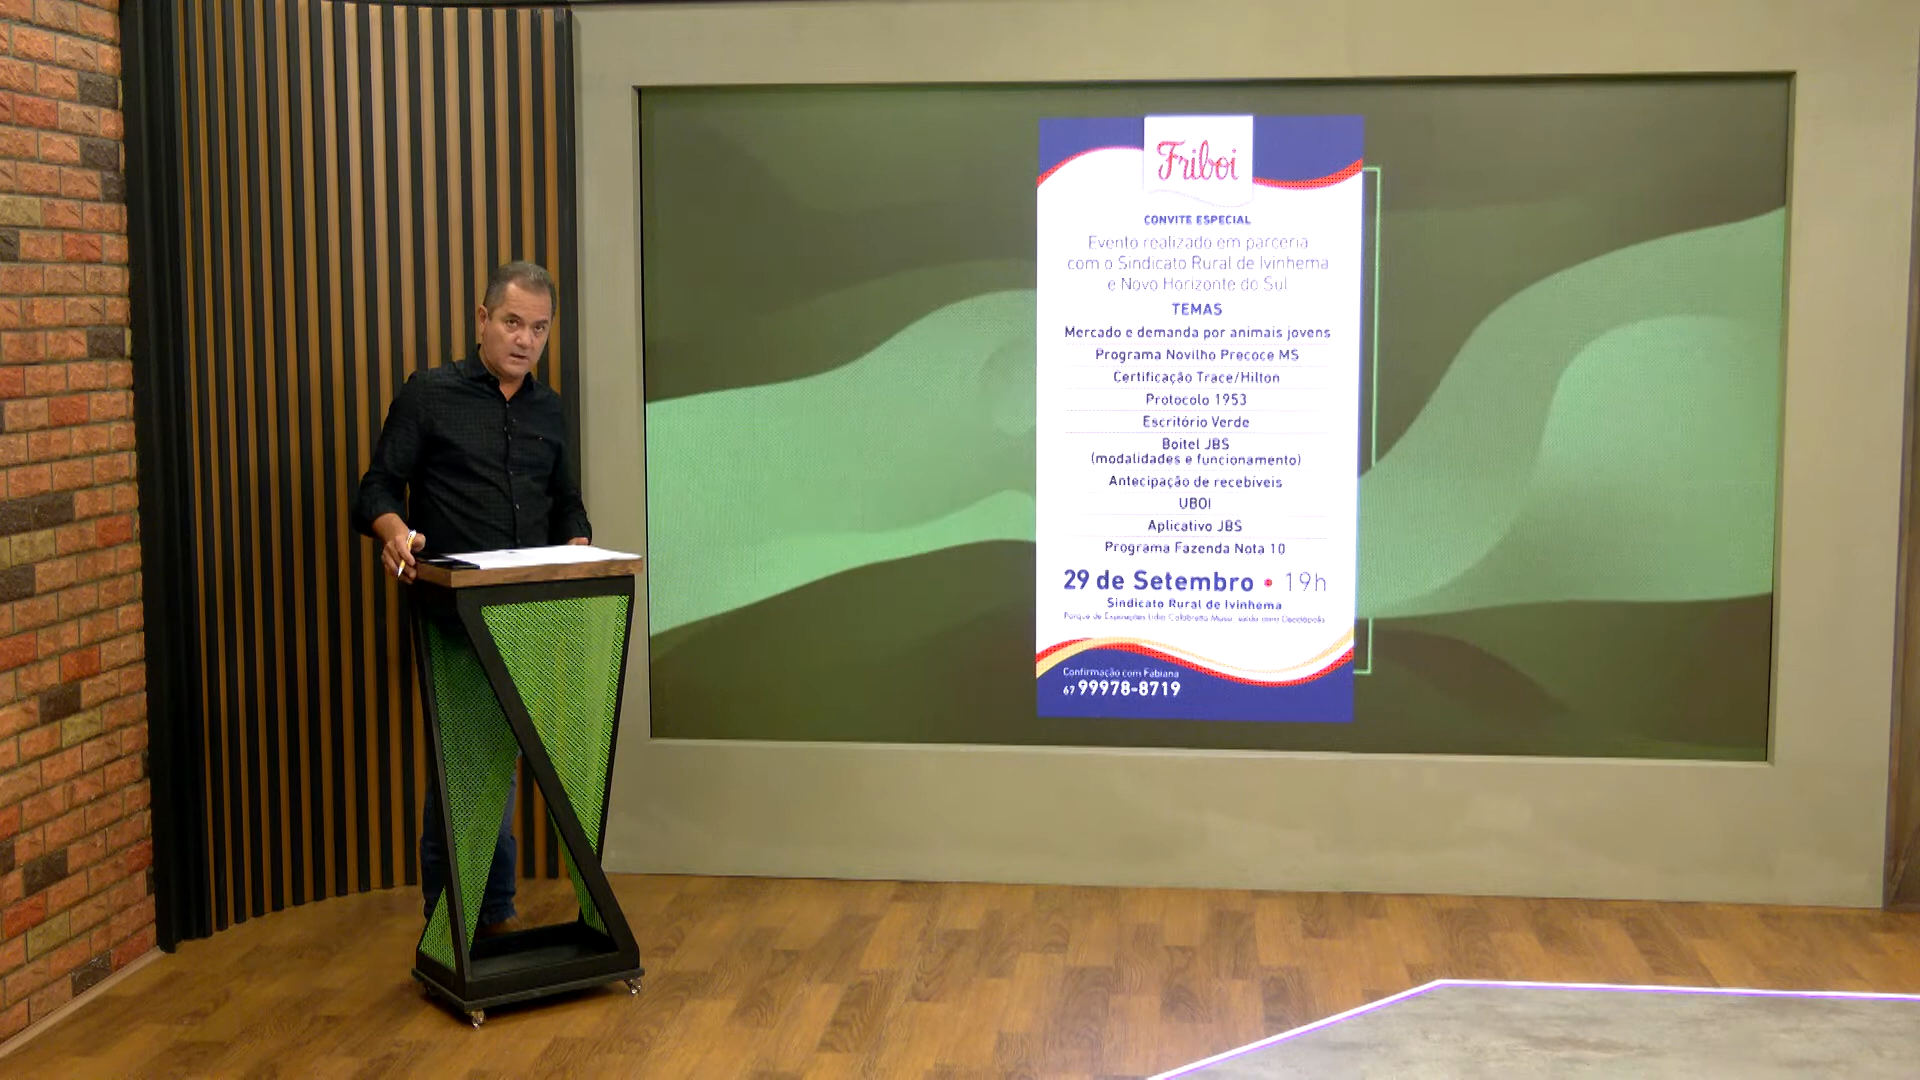 Friboi
CONVITE ESPECIAL
Evento realizado em parceria
com o Sindicato Rural de Ivinhema
e Novo Horizonte do Sul
TEMAS
Mercado e demanda por animais jovens
Programa Novilho Precoce MS
Certificação Trace/Hilton
Protocolo 1953
Escritório Verde
Boitel JBS
(modalidades e funcionamento)
Antecipação de recebíveis
UBOI
Aplicativo JBS
Programa Fazenda Nota 10
29 de Setembro • 19h
Sindicato Rural de Ivinhema
Parque de Exposições
Confirmação com Fabiana
67 99978-8719